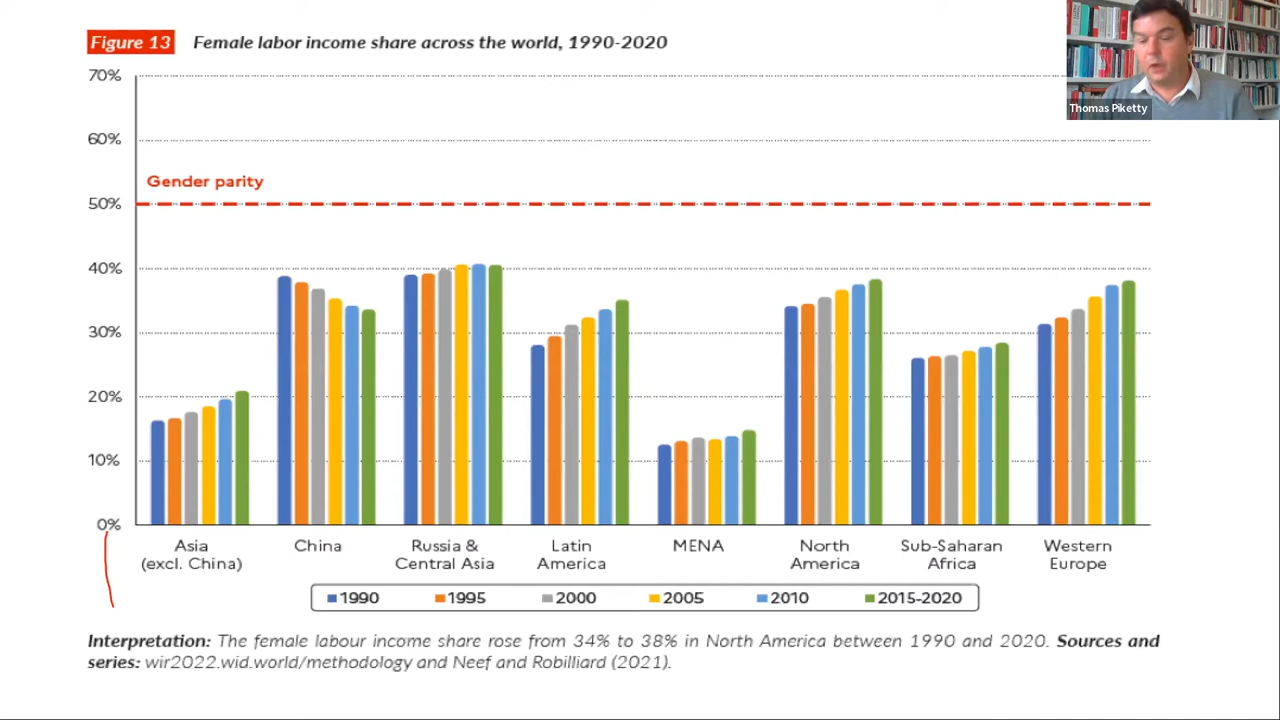 Figure 13 Female labor income share across the world, 1990-2020
Thomas Piketty
70%
60%
Gender parity
50%
40%
30%
20%
10%
0%
Asia
(excl. China)
China
Russia &
Central Asia
Latin
America
MENA
North
America
Sub-Saharan
Africa
Western
Europe
1990 1995 2000 2005 2010 2015-2020
Interpretation: The female labour income share rose from 34% to 38% in North America between 1990 and 2020. Sources and
series: wir2022.wid.world/methodology and Neef and Robilliard (2021).